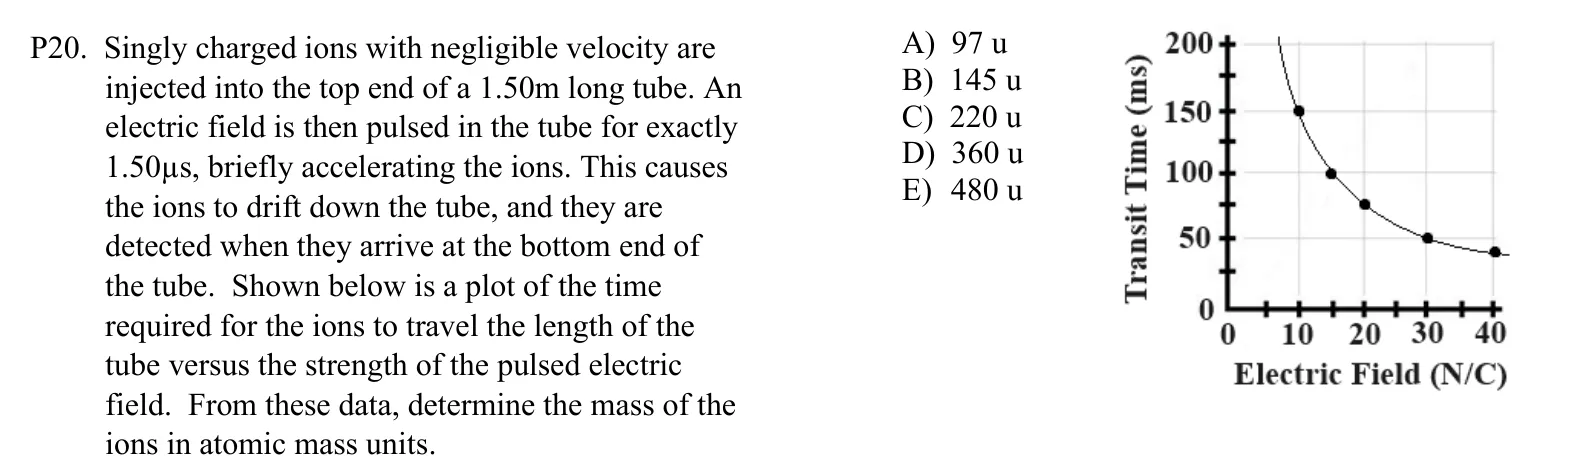 P20. Singly charged ions with negligible velocity are
injected into the top end of a 1.50m long tube. An
electric field is then pulsed in the tube for exactly
1.50μs, briefly accelerating the ions. This causes
the ions to drift down the tube, and they are
detected when they arrive at the bottom end of
the tube. Shown below is a plot of the time
required for the ions to travel the length of the
tube versus the strength of the pulsed electric
field. From these data, determine the mass of the
ions in atomic mass units.
A) 97 u
B) 145 u
C) 220 u
D) 360 u
E) 480 u
Transit Time (ms)
200
150
100
50
0
0 10 20 30 40
Electric Field (N/C)